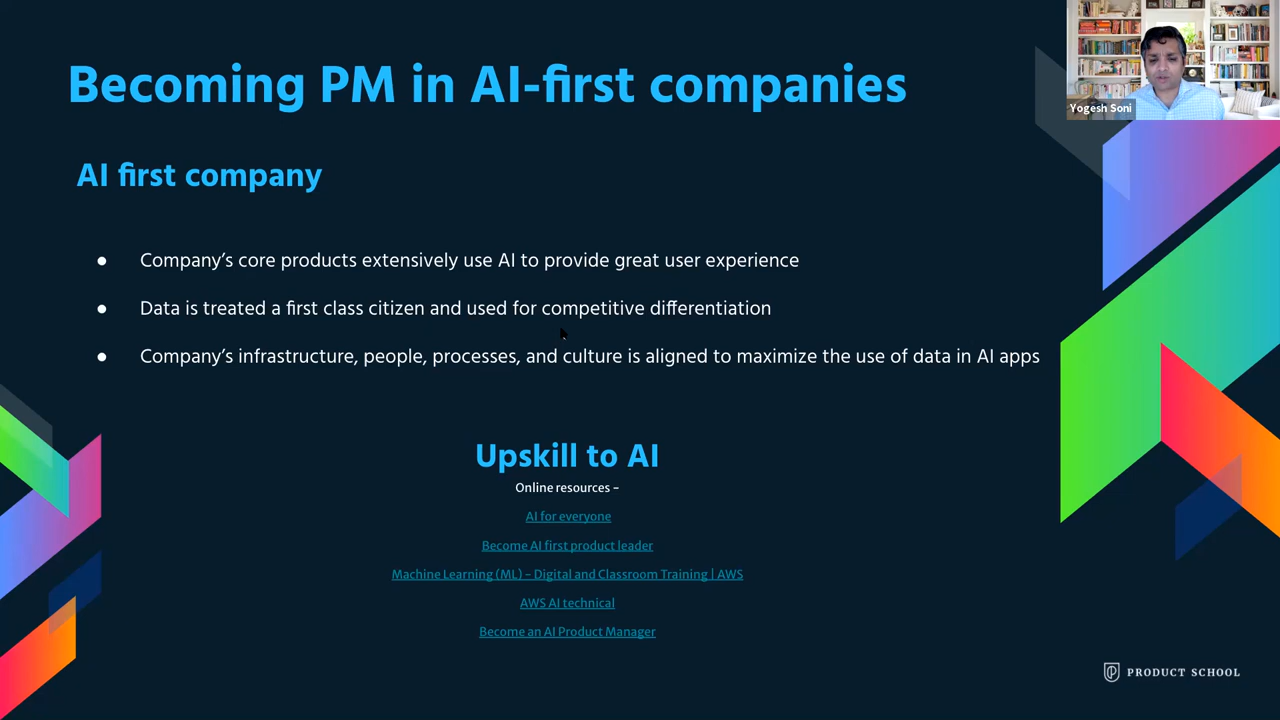 Becoming PM in AI-first companies
Yogesh Soni
AI first company
● Company’s core products extensively use AI to provide great user experience
● Data is treated a first class citizen and used for competitive differentiation
● Company’s infrastructure, people, processes, and culture is aligned to maximize the use of data in AI apps
Upskill to AI
Online resources –
AI for everyone
Become AI first product leader
Machine Learning (ML) – Digital and Classroom Training | AWS
AWS AI technical
Become an AI Product Manager
PRODUCT SCHOOL